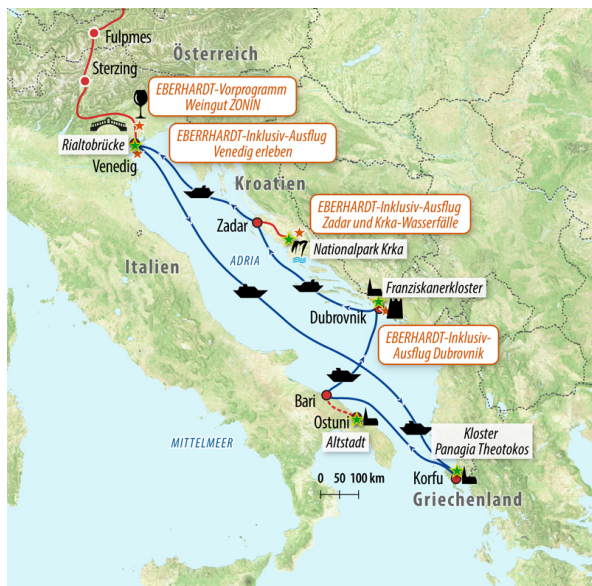 Fulpmes
Österreich
Sterzing
EBERHARDT-Vorprogramm
Weingut ZONIN
EBERRHARDT-Inklusiv-Ausflug
Venedig erleben
Rialtobrücke
Venedig
Kroatien
EBERHARDT-Inklusiv-Ausflug
Zadar und Krka-Wasserfälle
Zadar
Nationalpark Krka
ADRIA
Italien
Franziskanerkloster
Dubrovnik
EBERHARDT-Inklusiv-
Ausflug Dubrovnik
Bari
Ostuni
Altstadt
MITTELMEER
Kloster
Panagia Theotokos
Korfu
Griechenland
0 50 100 km